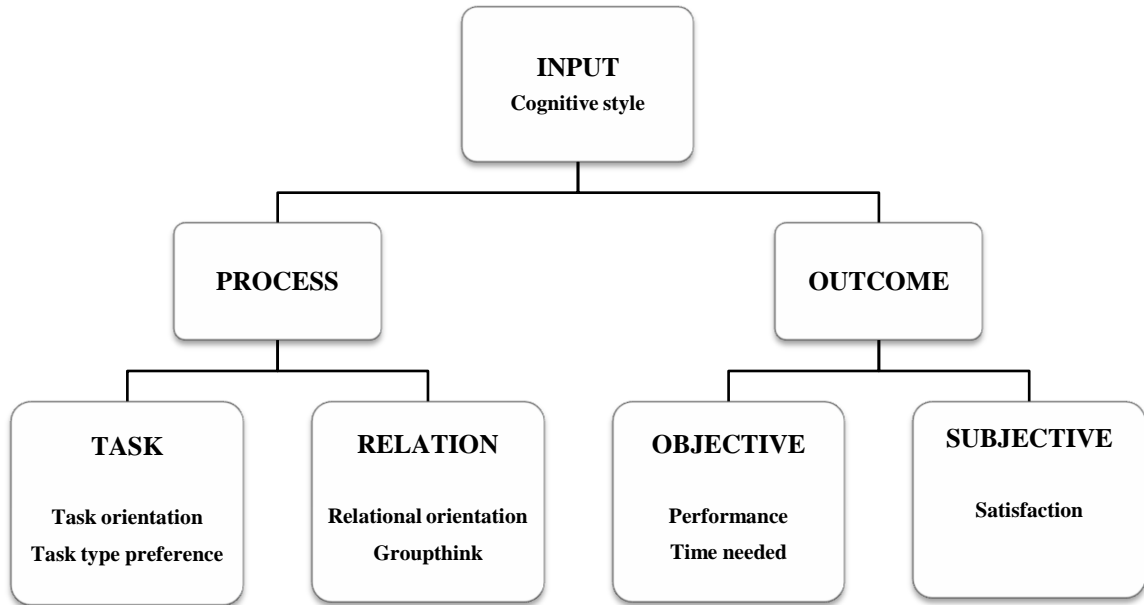 INPUT
Cognitive style
PROCESS
OUTCOME
TASK
Task orientation
Task type preference
RELATION
Relational orientation
Groupthink
OBJECTIVE
Performance
Time needed
SUBJECTIVE
Satisfaction